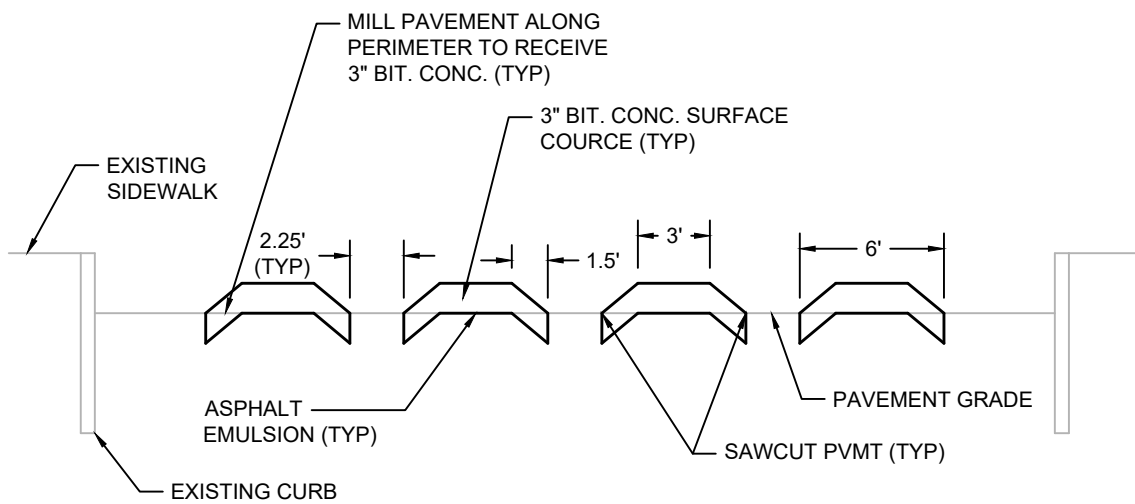 MILL PAVEMENT ALONG
PERIMETER TO RECEIVE
3" BIT. CONC. (TYP)
3" BIT. CONC. SURFACE
COURCE (TYP)
EXISTING
SIDEWALK
2.25'
(TYP)
1.5'
3'
6'
ASPHALT
EMULSION (TYP)
PAVEMENT GRADE
SAWCUT PVMT (TYP)
EXISTING CURB